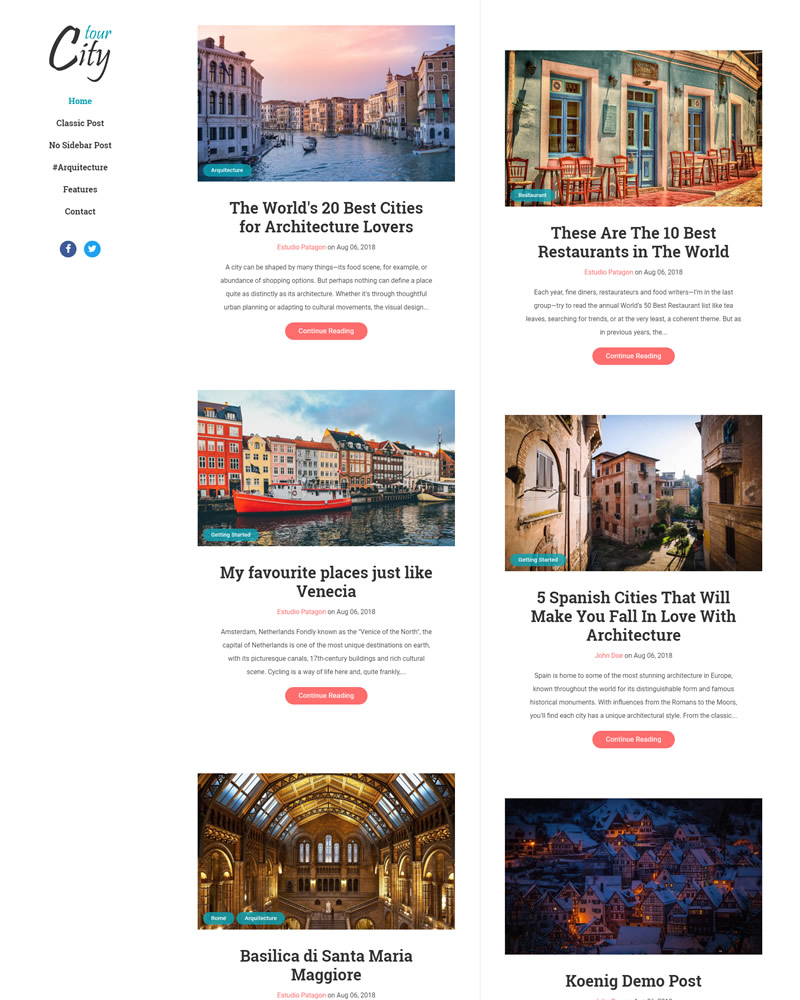 tour
City
Home
Classic Post
No Sidebar Post
#Arquitecture
Features
Contact
Arquitecture
The World's 20 Best Cities
for Architecture Lovers
Estudio Patagon on Aug 06, 2018
A city can be shaped by many things—its food scene, for example, or
abundance of shopping options. But perhaps nothing can define a place
quite as distinctly as its architecture. Whether it's through thoughtful
urban planning or adapting to cultural movements, the visual design...
Continue Reading
Restaurant
These Are The 10 Best
Restaurants in The World
Estudio Patagon on Aug 06, 2018
Each year, fine diners, restaurateurs and food writers—I'm in the last
group—try to read the annual World's 50 Best Restaurant list like tea
leaves, searching for trends, or at the very least, a coherent theme. But as
in previous years, the...
Continue Reading
Getting Started
My favourite places just like
Venecia
Estudio Patagon on Aug 06, 2018
Amsterdam, Netherlands Fondly known as the "Venice of the North", the
capital of Netherlands is one of the most unique destinations on earth,
with its picturesque canals, 17th-century buildings and rich cultural
scene. Cycling is a way of life here and, quite frankly,...
Continue Reading
Getting Started
5 Spanish Cities That Will
Make You Fall In Love With
Architecture
John Doe on Aug 06, 2018
Spain is home to some of the most stunning architecture in Europe,
known throughout the world for its distinguishable form and famous
historical monuments. With influences from the Romans to the Moors,
you'll find each city has a unique architectural style. From the classic...
Continue Reading
Rome
Arquitecture
Basilica di Santa Maria
Maggiore
Estudio Patagon on Aug 06, 2018
Koenig Demo Post